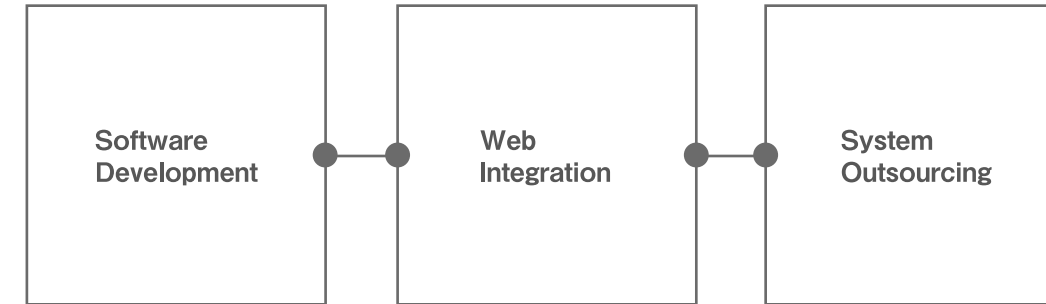 Software
Development
Web
Integration
System
Outsourcing